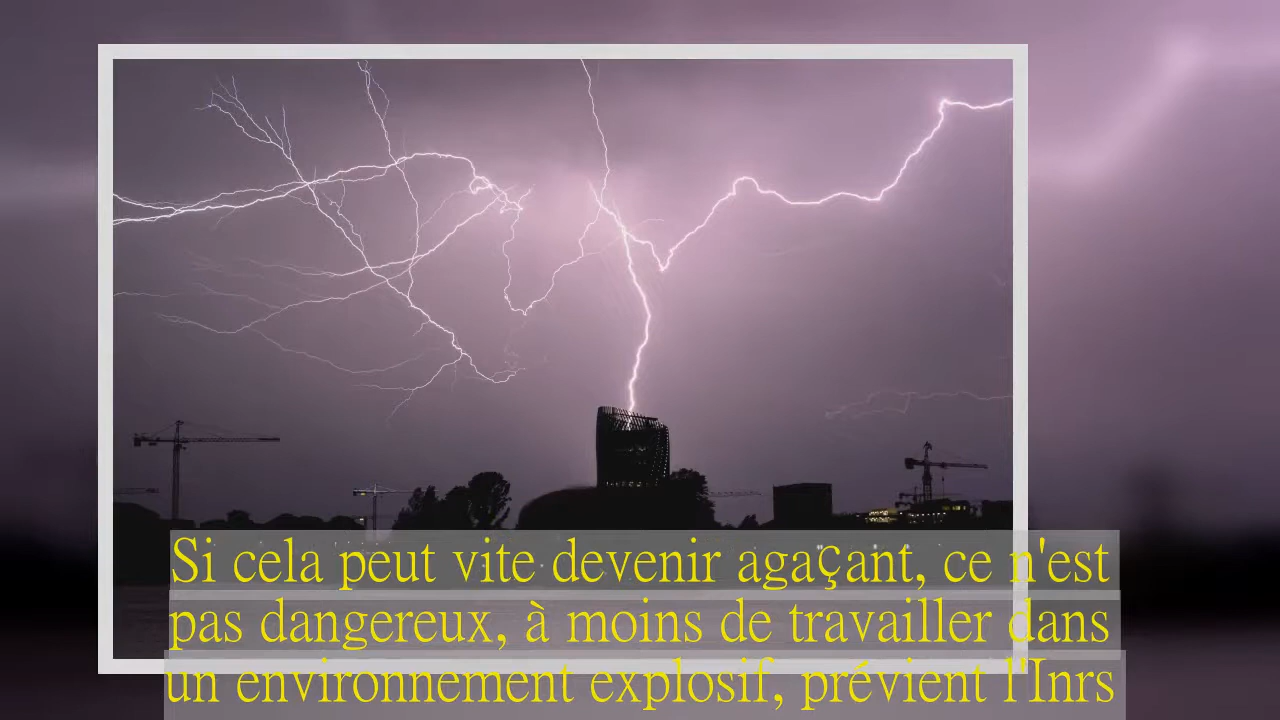 Si cela peut vite devenir agaçant, ce n'est
pas dangereux, à moins de travailler dans
un environnement explosif, prévient l'Inrs